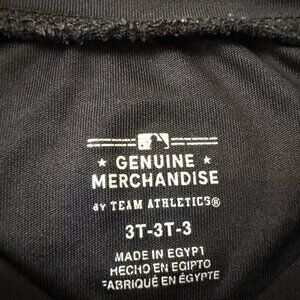 ★ GENUINE ★
MERCHANDISE
BY TEAM ATHLETICS®
3T-3T-3
MADE IN EGYPT
HECHO EN EGIPTO
FABRIQUÉ EN ÉGYPTE